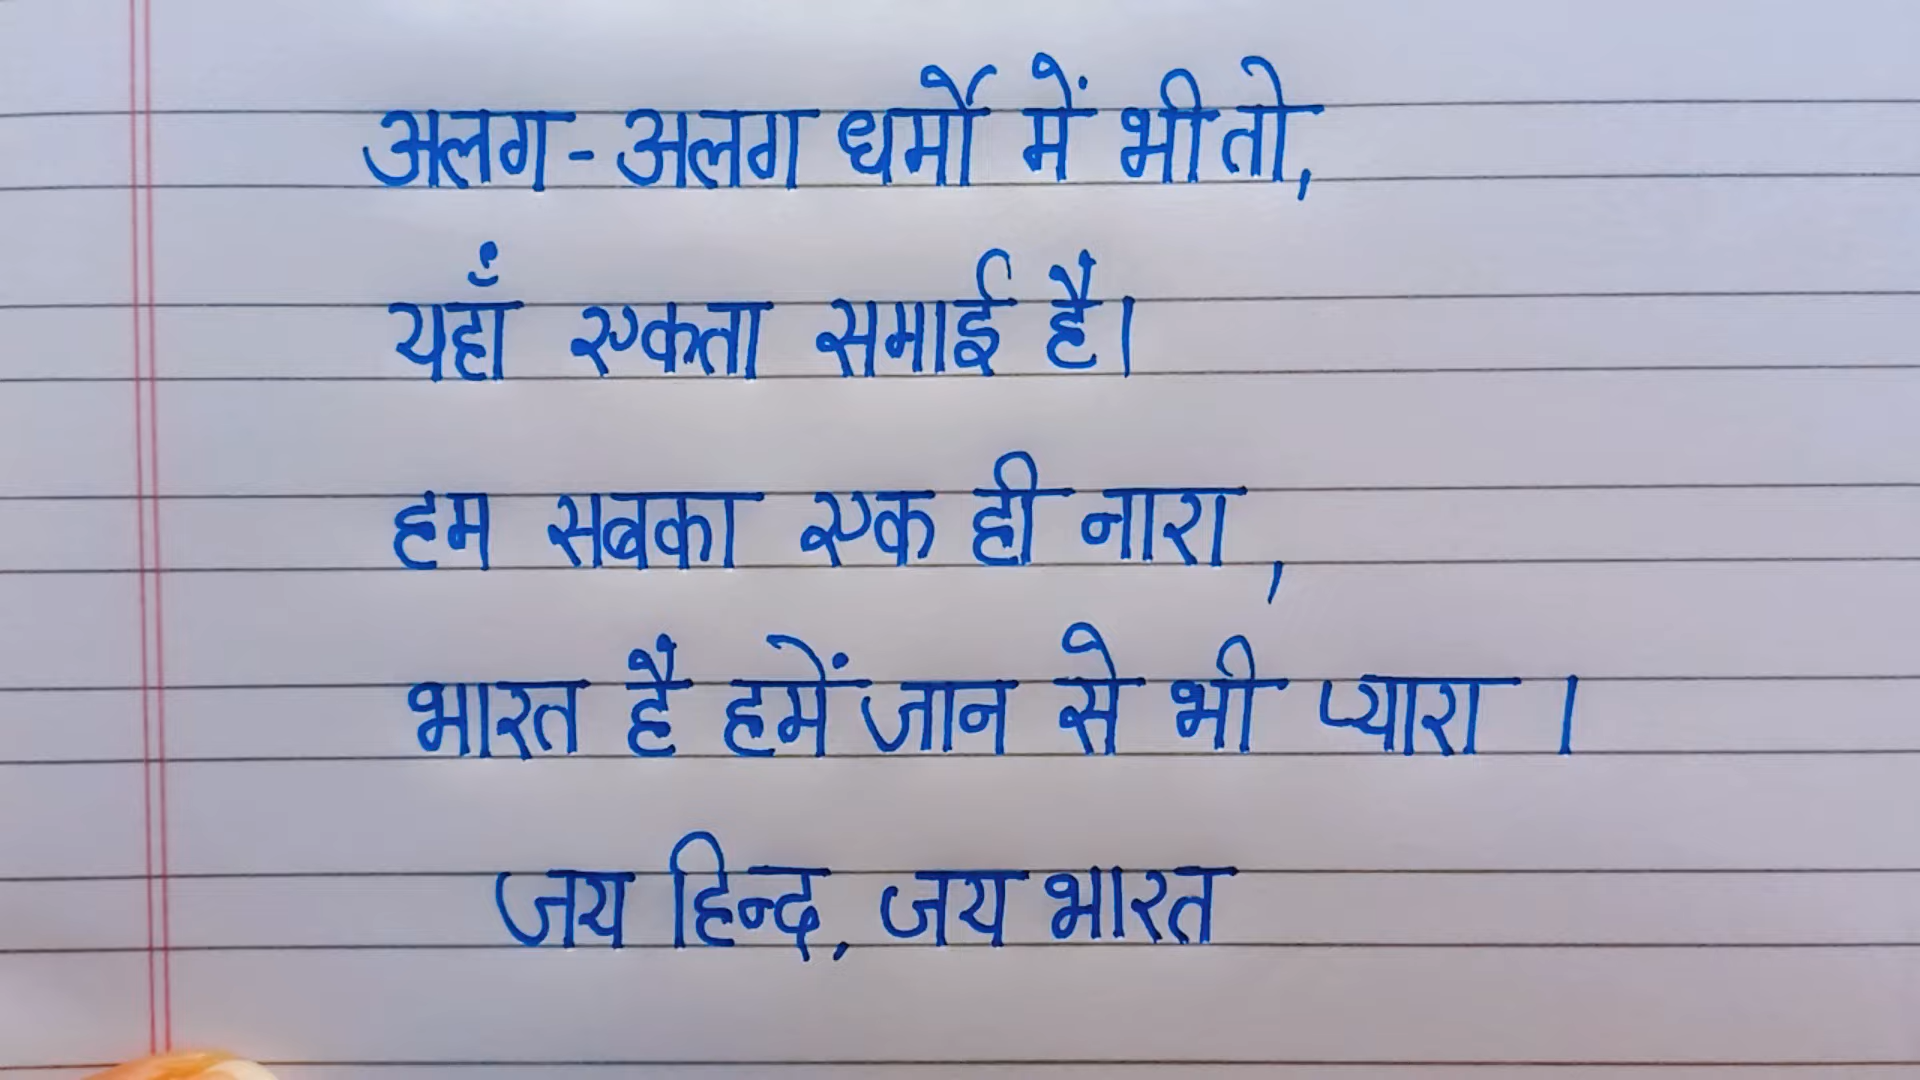 अलग-अलग धर्मों में भी तो,
यहाँ एकता समाई है।
हम सबका एक ही नारा,
भारत है हमें जान से भी प्यारा ।
जय हिन्द, जय भारत